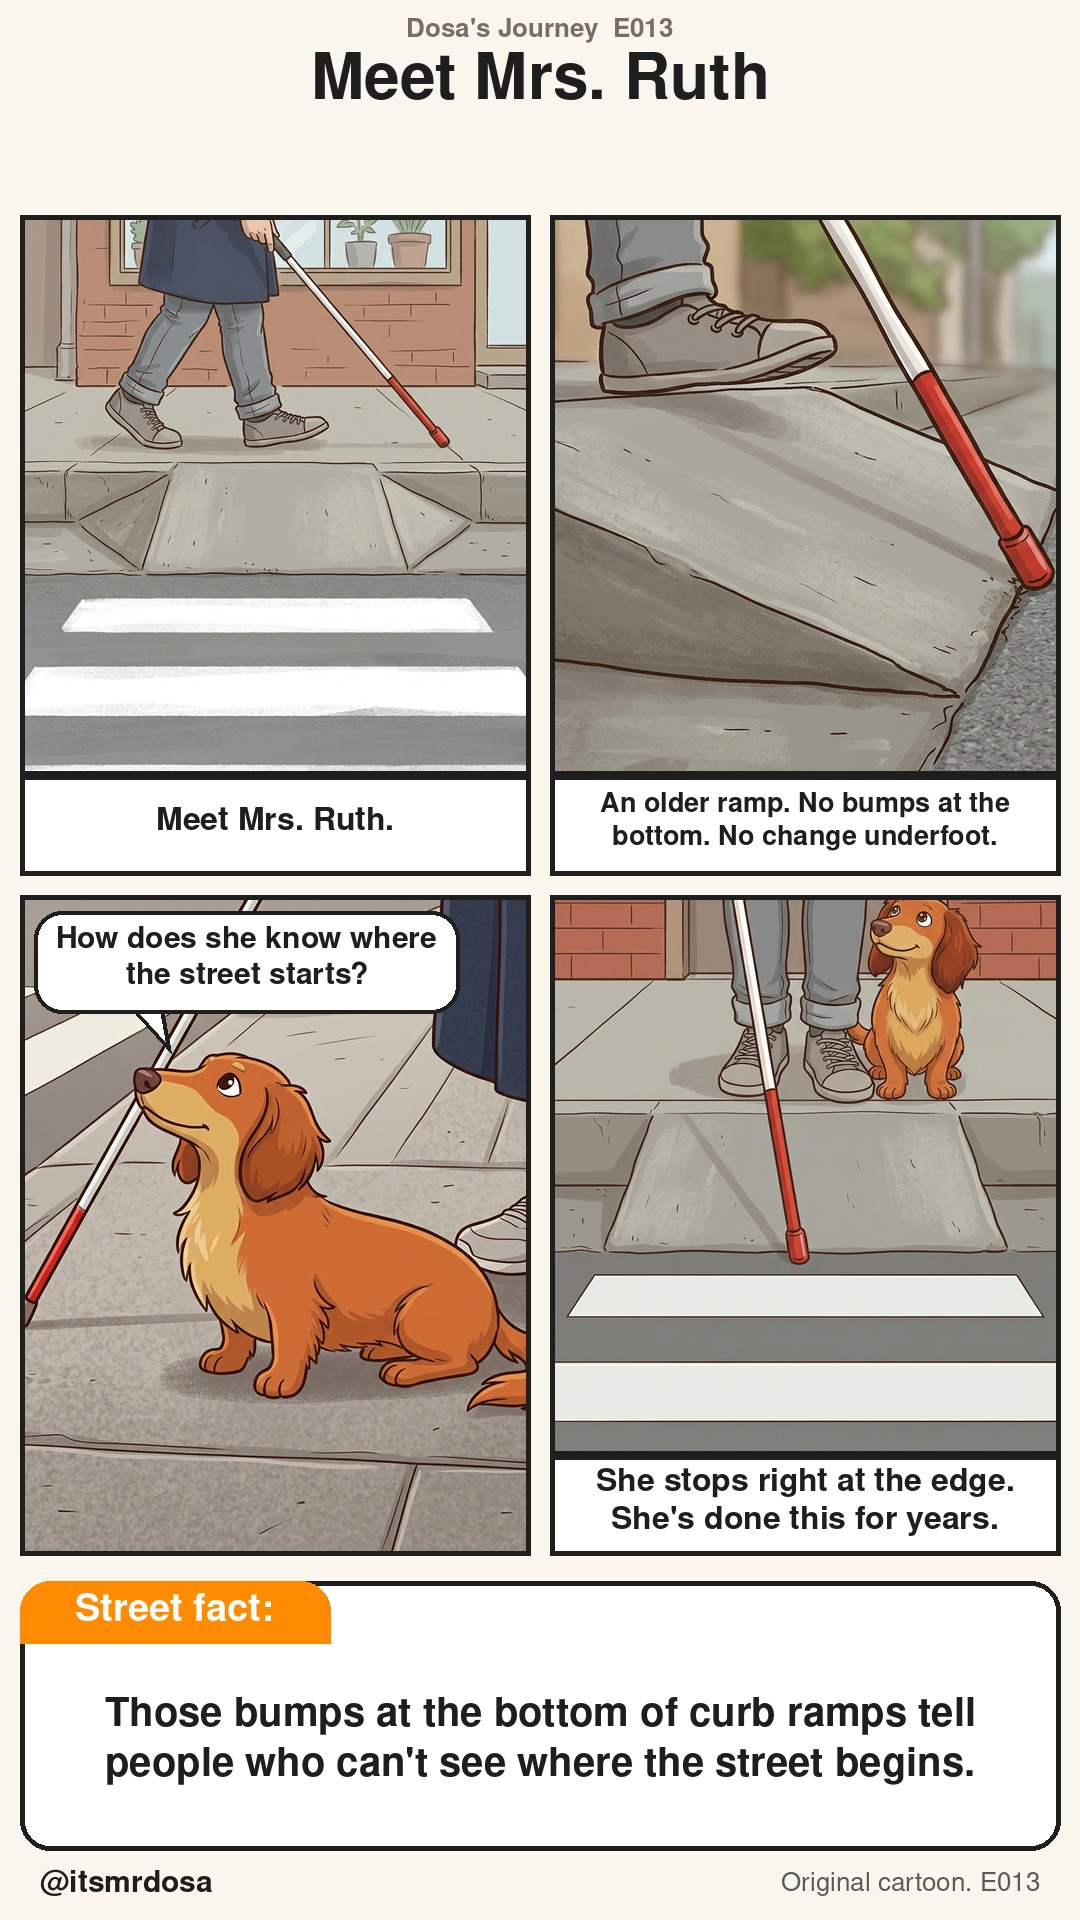 Dosa's Journey E013
Meet Mrs. Ruth
Meet Mrs. Ruth.
An older ramp. No bumps at the
bottom. No change underfoot.
How does she know where
the street starts?
She stops right at the edge.
She's done this for years.
Street fact:
Those bumps at the bottom of curb ramps tell
people who can't see where the street begins.
@itsmrdosa
Original cartoon. E013